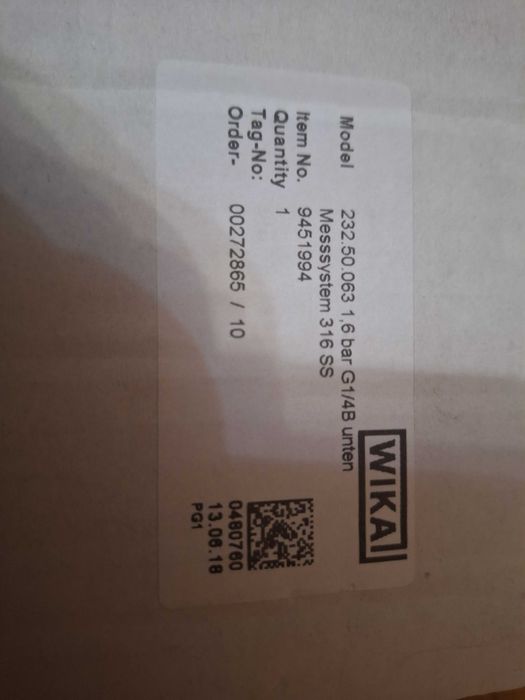 WIKA
Model 232.50.063 1,6 bar G1/4B unten
Messsystem 316 SS
Item No. 9451994
Quantity 1
Tag-No:
Order- 00272865 / 10
0480760
13.06.18
PG1